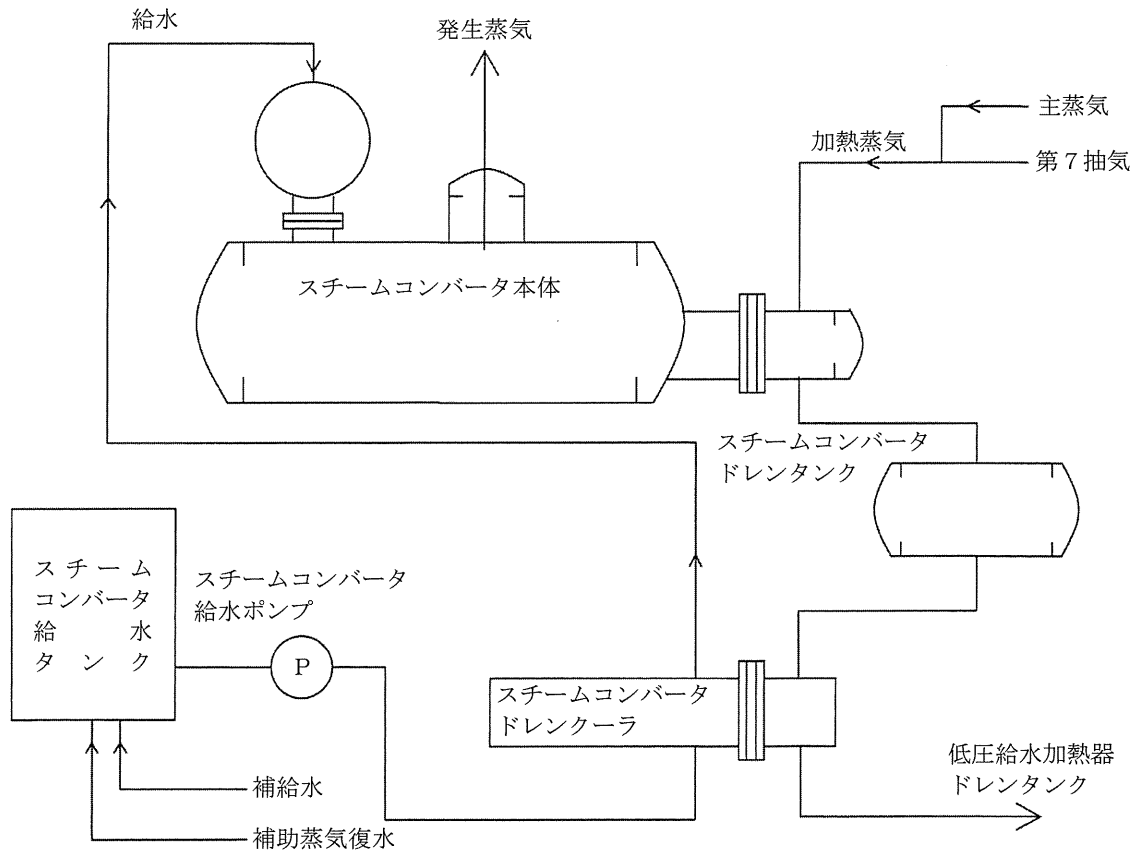 給水
発生蒸気
主蒸気
加熱蒸気
第7抽気
スチームコンバータ本体
スチームコンバータ
ドレンタンク
スチーム
コンバータ
給水
タンク
スチームコンバータ
給水ポンプ
P
スチームコンバータ
ドレンクーラ
低圧給水加熱器
ドレンタンク
補給水
補助蒸気復水